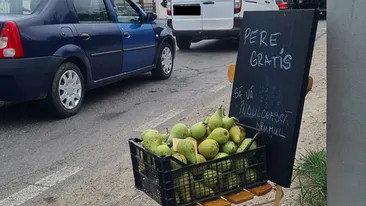 PERE
GRATIS
SĂ VĂ
ÎNDULCEASCĂ
DRUMUL